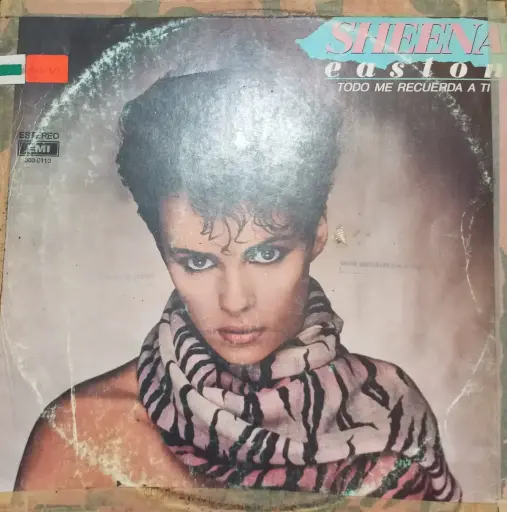 SHEENA
easton
TODO ME RECUERDA A TI
ESTEREO
EMI